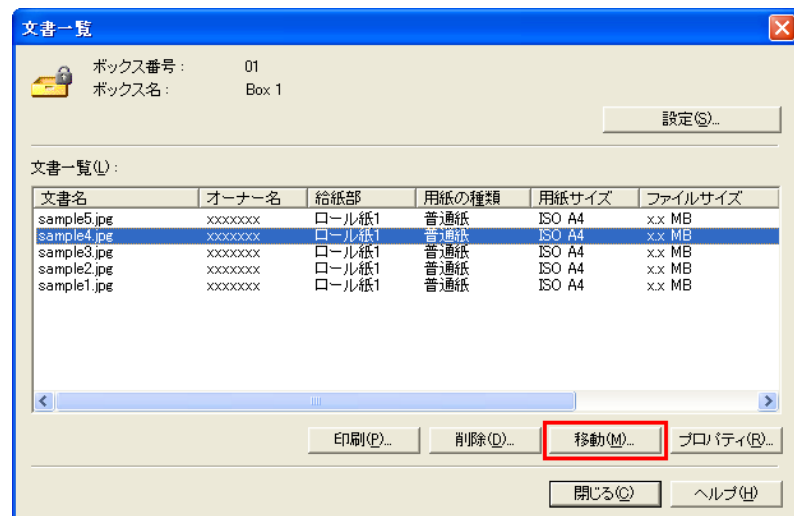 文書一覧
ボックス番号： 01
ボックス名： Box 1
設定(S)...
文書一覧(L)：
文書名 オーナー名 給紙部 用紙の種類 用紙サイズ ファイルサイズ
sample5.jpg xxxxxxx ロール紙1 普通紙 ISO A4 x.x MB
sample4.jpg xxxxxxx ロール紙1 普通紙 ISO A4 x.x MB
sample3.jpg xxxxxxx ロール紙1 普通紙 ISO A4 x.x MB
sample2.jpg xxxxxxx ロール紙1 普通紙 ISO A4 x.x MB
sample1.jpg xxxxxxx ロール紙1 普通紙 ISO A4 x.x MB
印刷(P)... 削除(D)... 移動(M)... プロパティ(R)...
閉じる(C) ヘルプ(H)